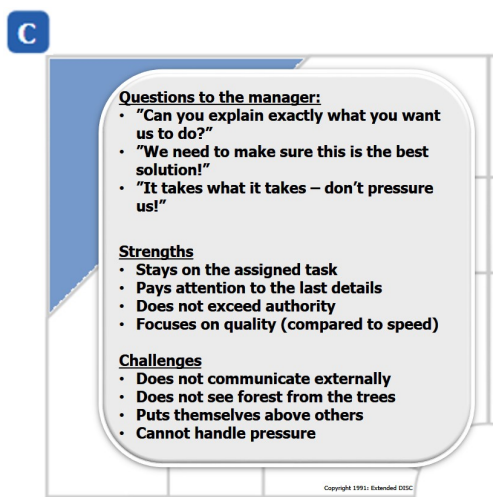 C
Questions to the manager:
• ”Can you explain exactly what you want
us to do?”
• ”We need to make sure this is the best
solution!”
• ”It takes what it takes – don’t pressure
us!”
Strengths
• Stays on the assigned task
• Pays attention to the last details
• Does not exceed authority
• Focuses on quality (compared to speed)
Challenges
• Does not communicate externally
• Does not see forest from the trees
• Puts themselves above others
• Cannot handle pressure
Copyright 1991: Extended DISC